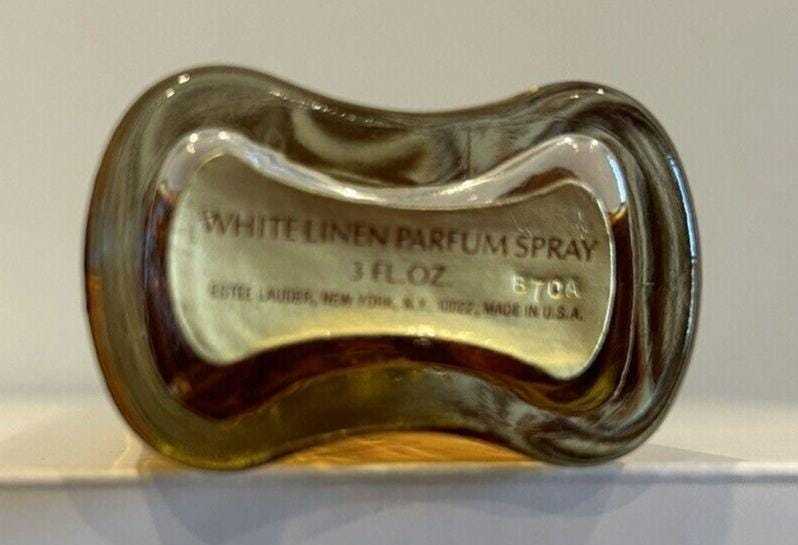 WHITE LINEN PARFUM SPRAY
3 FL. OZ
B70A
ESTEE LAUDER, NEW YORK, N.Y. 10022, MADE IN U.S.A.